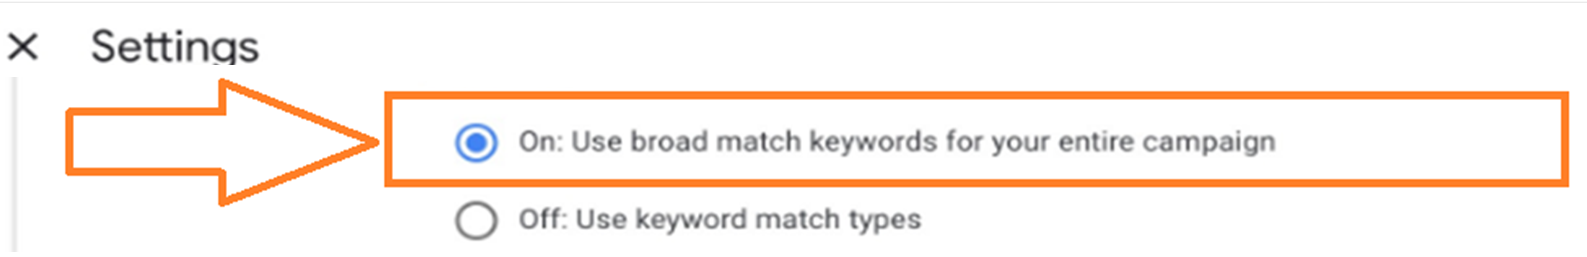 Settings
On: Use broad match keywords for your entire campaign
Off: Use keyword match types